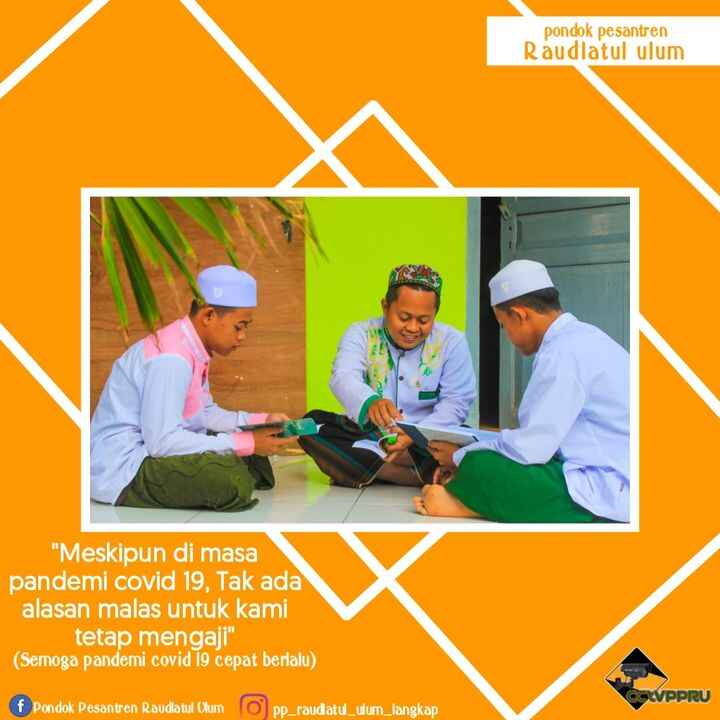 pondok pesantren
Raudlatul ulum
"Meskipun di masa
pandemi covid 19, Tak ada
alasan malas untuk kami
tetap mengaji"
(Semoga pandemi covid 19 cepat berlalu)
Pondok Pesantren Raudlatul Ulum
pp_raudlatul_ulum_langkap
CCTVPPRU